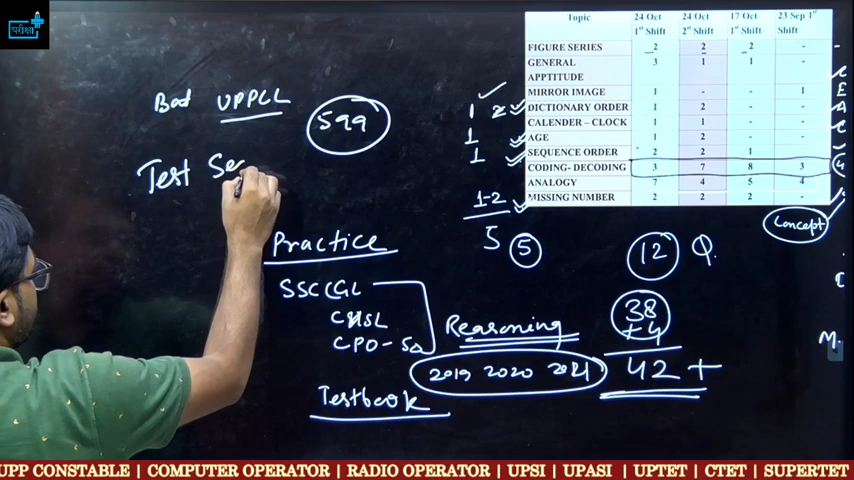 परीक्षा
Topic 24 Oct 1st Shift 24 Oct 2st Shift 17 Oct 1st Shift 23 Sep 1st Shift
FIGURE SERIES 2 2 2 -
GENERAL APPTITUDE 3 1 1 -
MIRROR IMAGE 1 - - 1
DICTIONARY ORDER 1 2 - -
CALENDER – CLOCK 1 1 - -
AGE 1 2 - -
SEQUENCE ORDER 2 2 1
CODING- DECODING 3 7 8 3
ANALOGY 7 4 5 4
MISSING NUMBER 2 2 2 -
UPPCL
599
Test Se
1 2
1
1
1-2
5 5
Concept
12 Q.
Practice
SSC CGL
CHSL
CPO - SI
Reasoning
2019 2020 2021
38
+4
42 +
Testbook
UPP CONSTABLE | COMPUTER OPERATOR | RADIO OPERATOR | UPSI | UPASI | UPTET | CTET | SUPERTET